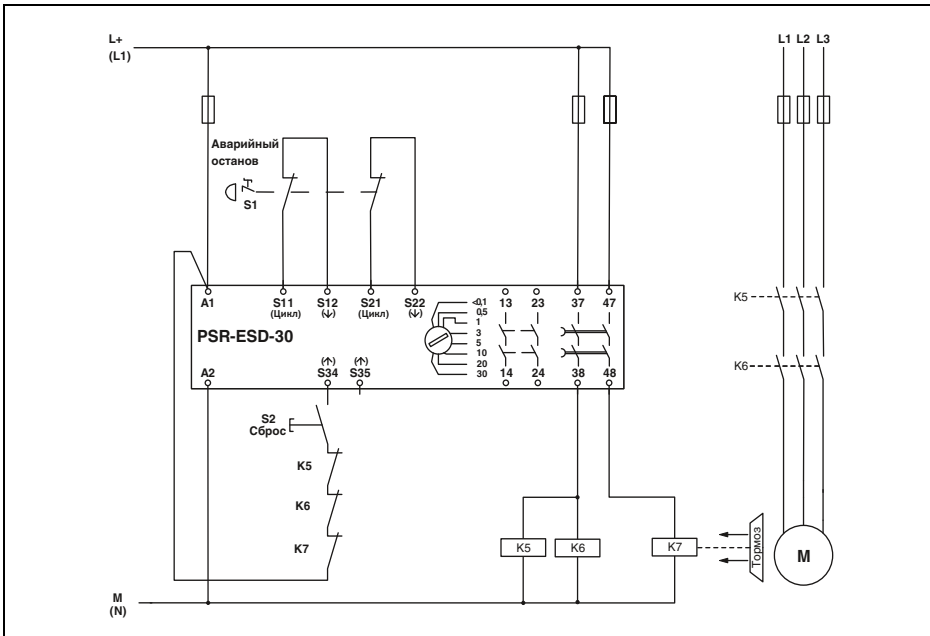 L+
(L1)
L1 L2 L3
Аварийный
останов
S1
A1
S11
(Цикл)
S12
(↓)
S21
(Цикл)
S22
(↓)
<0,1
0,5
1
3
5
10
20
30
13
23
37
47
PSR-ESD-30
A2
(↑)
S34
(↑)
S35
14
24
38
48
K5
K6
S2
Сброс
K5
K6
K7
K5
K6
K7
Тормоз
M
M
(N)